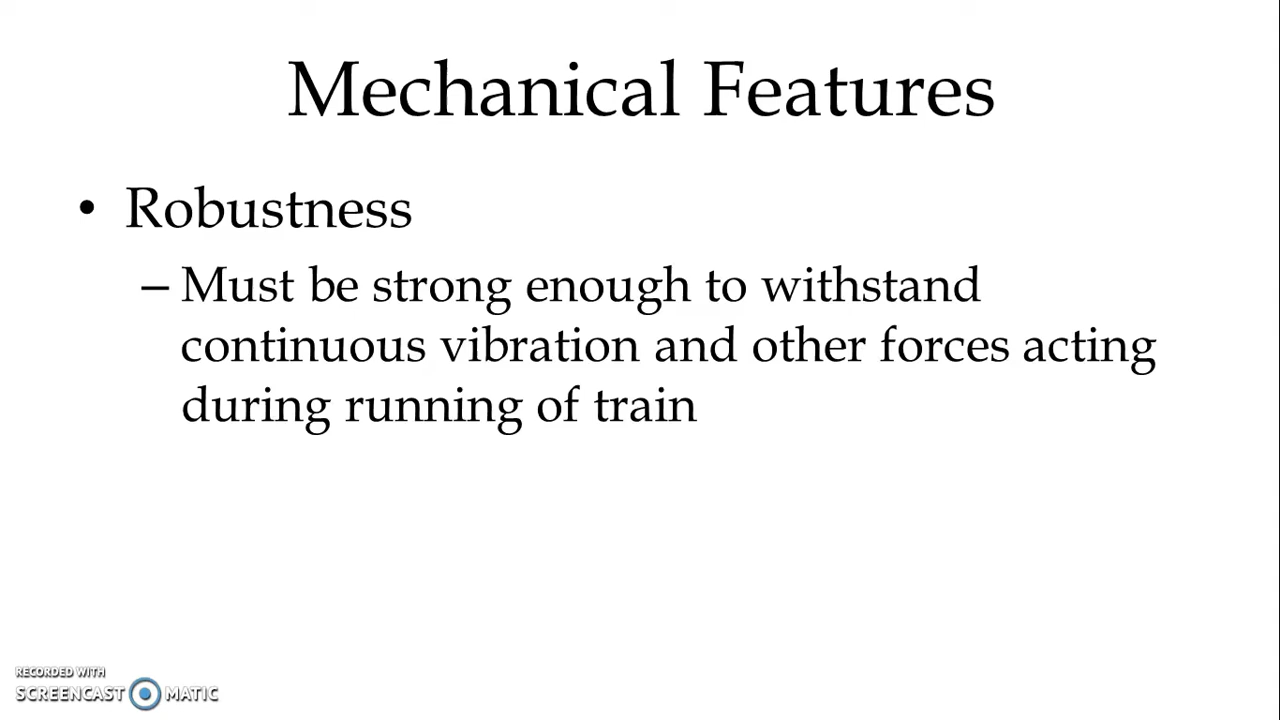 Mechanical Features
• Robustness
– Must be strong enough to withstand
continuous vibration and other forces acting
during running of train
RECORDED WITH
SCREENCAST MATIC